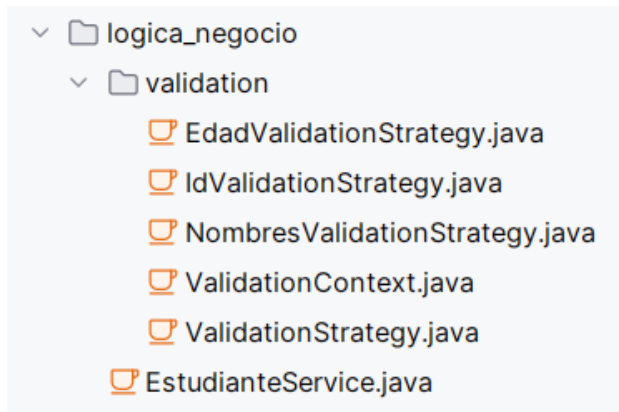 logica_negocio
validation
EdadValidationStrategy.java
IdValidationStrategy.java
NombresValidationStrategy.java
ValidationContext.java
ValidationStrategy.java
EstudianteService.java